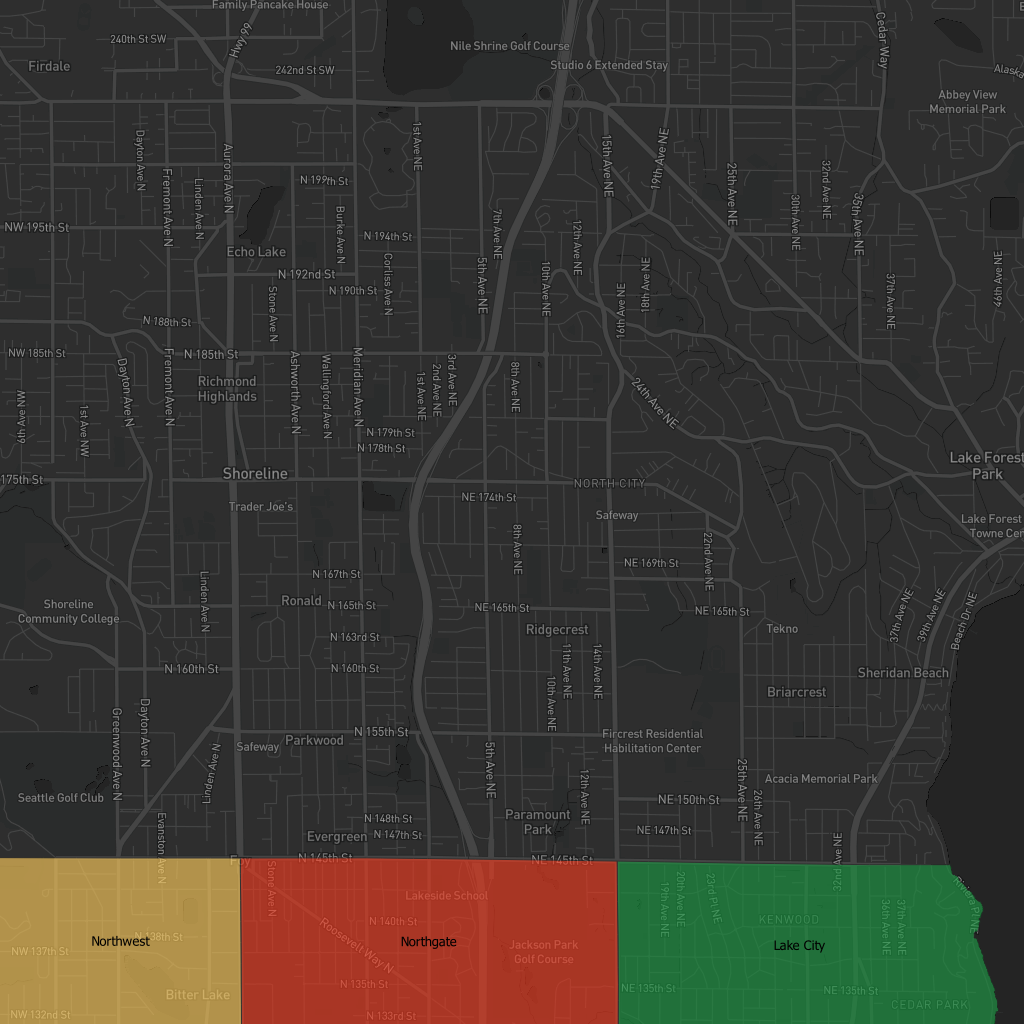 Family Pancake House
240th St SW
Hwy 99
Cedar Way
Nile Shrine Golf Course
Firdale
242nd St SW
Studio 6 Extended Stay
Alaska
Abbey View
Memorial Park
Dayton Ave N
1st Ave NE
15th Ave NE
19th Ave NE
Fremont Ave N
Linden Ave N
Aurora Ave N
N 199th St
25th Ave NE
32nd Ave NE
30th Ave NE
35th Ave NE
NW 195th St
Burke Ave N
N 194th St
7th Ave NE
12th Ave NE
Echo Lake
N 192nd St
Corliss Ave N
5th Ave NE
10th Ave NE
18th Ave NE
16th Ave NE
37th Ave NE
46th Ave NE
N 190th St
Stone Ave N
N 188th St
NW 185th St
N 185th St
Dayton Ave N
Fremont Ave N
Richmond
Highlands
Ashworth Ave N
Wallingford Ave N
Meridian Ave N
1st Ave NE
2nd Ave NE
3rd Ave NE
8th Ave NE
24th Ave NE
6th Ave NW
1st Ave NW
N 179th St
N 178th St
175th St
Shoreline
NORTH CITY
Lake Forest
Park
NE 174th St
Trader Joe's
Safeway
Lake Forest
Towne Cen
8th Ave NE
22nd Ave NE
NE 169th St
N 167th St
Linden Ave N
Shoreline
Community College
Ronald
N 165th St
NE 165th St
NE 165th St
37th Ave NE
39th Ave NE
Beach Dr NE
Ridgecrest
Tekno
N 163rd St
N 160th St
N 160th St
11th Ave NE
14th Ave NE
10th Ave NE
Sheridan Beach
Briarcrest
Greenwood Ave N
Dayton Ave N
N 155th St
Parkwood
Safeway
Fircrest Residential
Habilitation Center
Linden Ave N
5th Ave NE
12th Ave NE
25th Ave NE
Acacia Memorial Park
Seattle Golf Club
NE 150th St
26th Ave NE
Evanston Ave N
N 148th St
Paramount
Park
Evergreen
N 147th St
NE 147th St
32nd Ave NE
N 145th St
NE 145th St
Stone Ave N
Lakeside School
19th Ave NE
20th Ave NE
23rd Pl NE
Riviera Pl NE
36th Ave NE
37th Ave NE
N 140th St
KENWOOD
N 138th St
Northwest
Roosevelt Way N
Northgate
Jackson Park
Golf Course
Lake City
NW 137th St
N 135th St
NE 135th St
NE 135th St
Bitter Lake
CEDAR PARK
NW 132nd St
N 133rd St